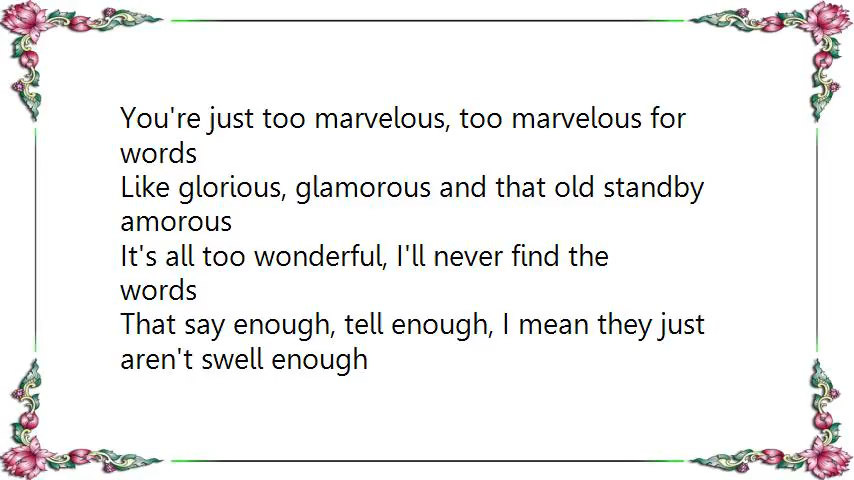 You're just too marvelous, too marvelous for
words
Like glorious, glamorous and that old standby
amorous
It's all too wonderful, I'll never find the
words
That say enough, tell enough, I mean they just
aren't swell enough